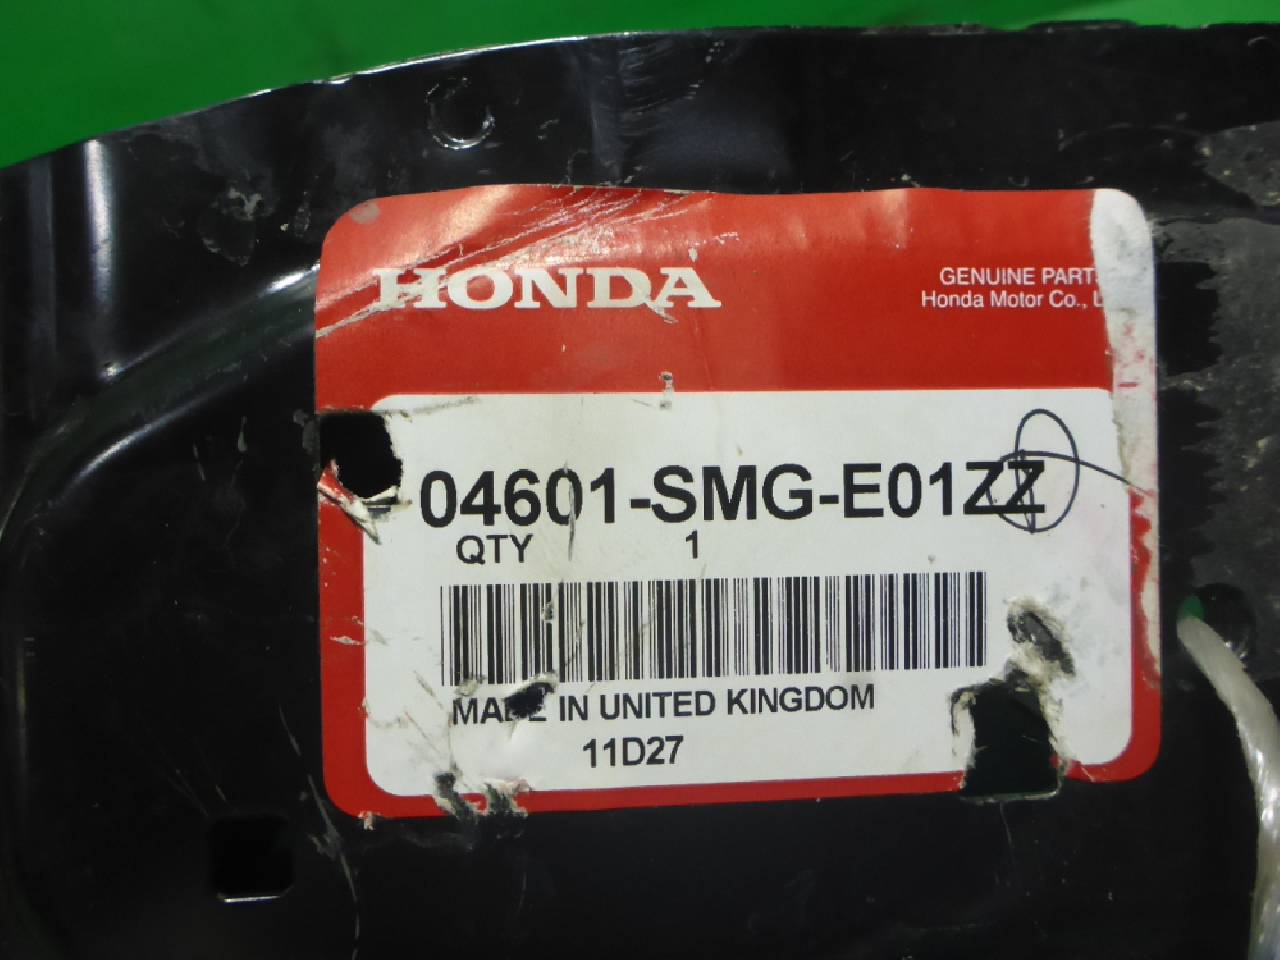 HONDA
GENUINE PARTS
Honda Motor Co., L
04601-SMG-E01ZZ
QTY 1
MADE IN UNITED KINGDOM
11D27